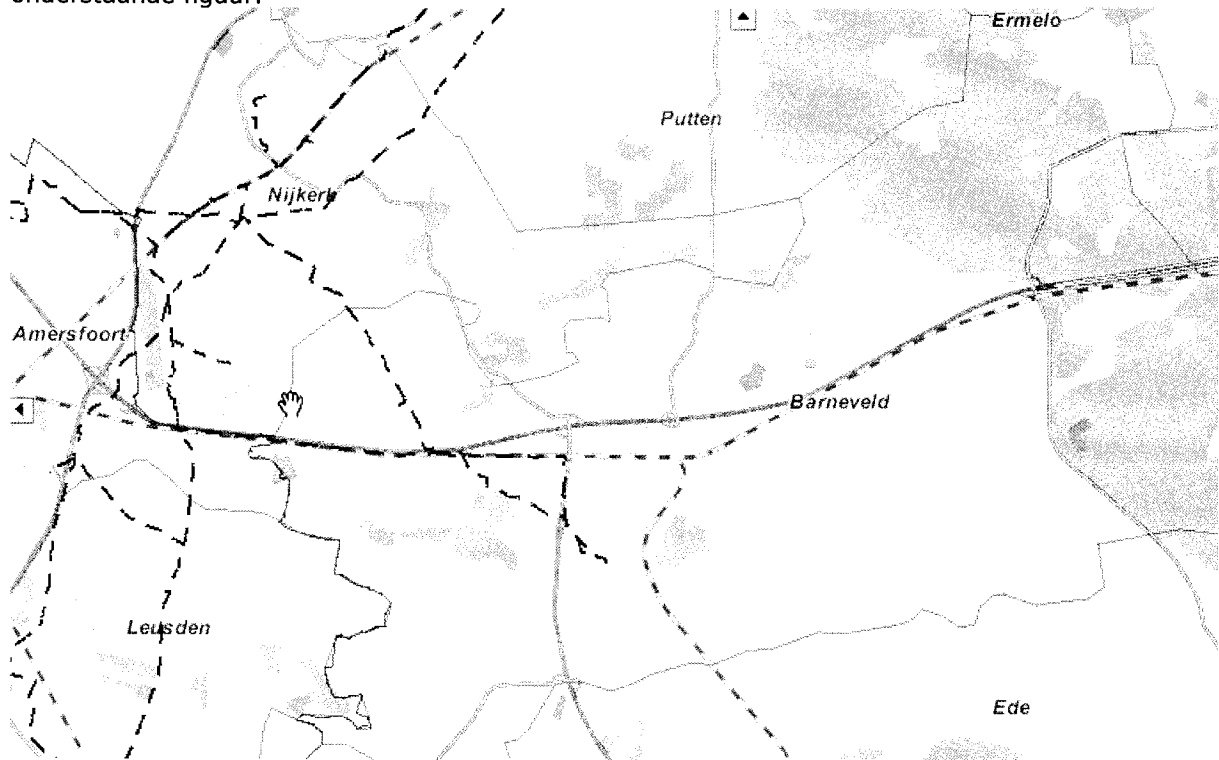 onderstaande figuur:
Ermelo
Putten
Nijkerk
Amersfoort
Barneveld
Leusden
Ede